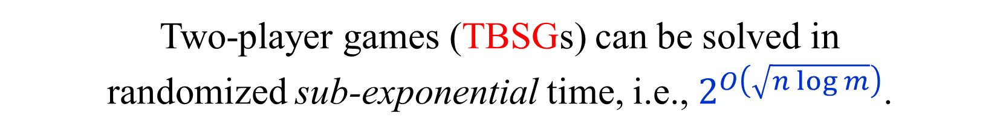 Two-player games (TBSGs) can be solved in
randomized sub-exponential time, i.e., 2^{O(√(n log m))}.